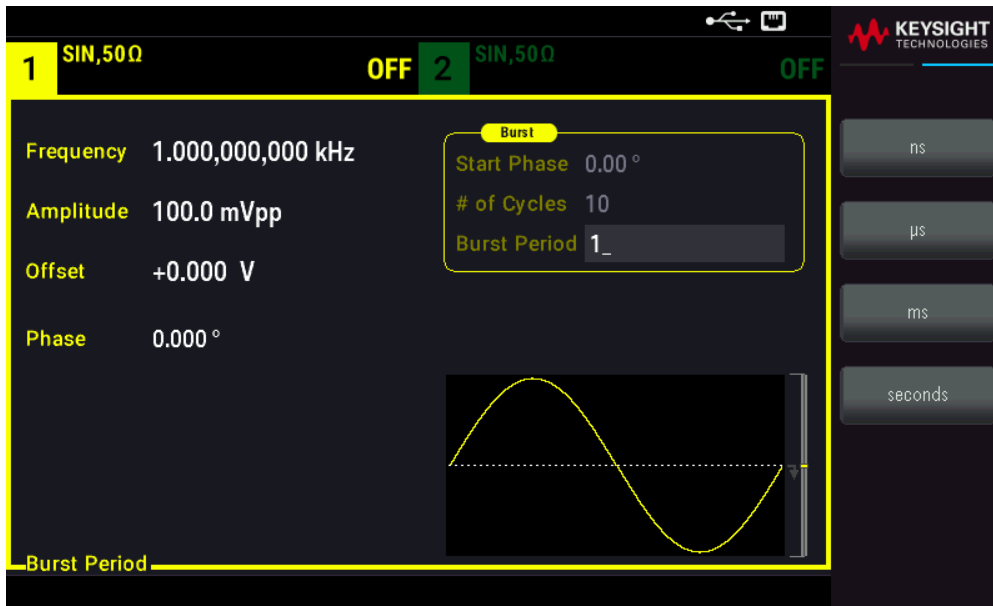 KEYSIGHT
TECHNOLOGIES
1 SIN,50Ω OFF 2 SIN,50Ω OFF
Frequency 1.000,000,000 kHz
Amplitude 100.0 mVpp
Offset +0.000 V
Phase 0.000 °
Burst
Start Phase 0.00 °
# of Cycles 10
Burst Period 1_
Burst Period
ns
µs
ms
seconds